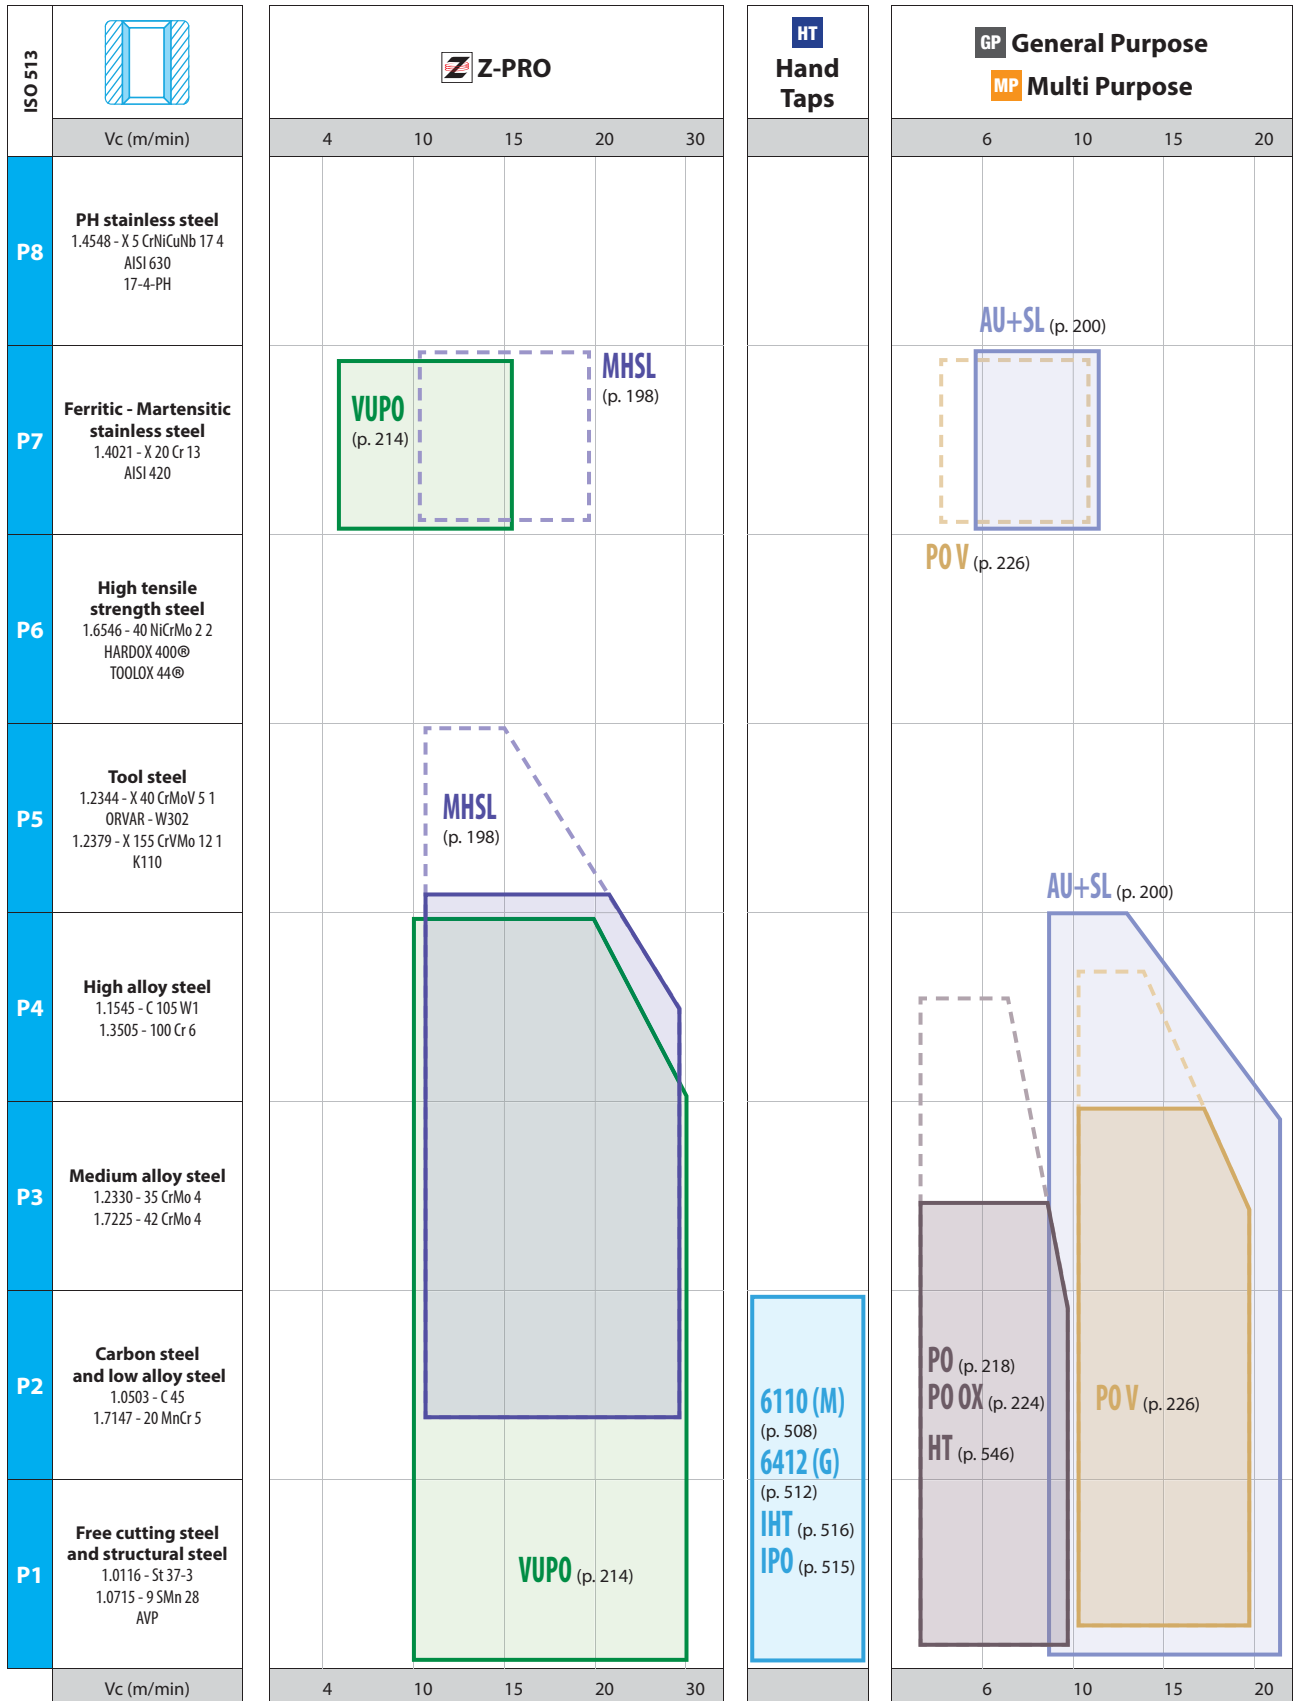 ISO 513
Z-PRO
HT
Hand
Taps
GP General Purpose
MP Multi Purpose
Vc (m/min)
4 10 15 20 30
6 10 15 20
P8
PH stainless steel
1.4548 - X 5 CrNiCuNb 17 4
AISI 630
17-4-PH
AU+SL (p. 200)
P7
Ferritic - Martensitic
stainless steel
1.4021 - X 20 Cr 13
AISI 420
VUPO
(p. 214)
MHSL
(p. 198)
PO V (p. 226)
P6
High tensile
strength steel
1.6546 - 40 NiCrMo 2 2
HARDOX 400®
TOOLOX 44®
P5
Tool steel
1.2344 - X 40 CrMoV 5 1
ORVAR - W302
1.2379 - X 155 CrVMo 12 1
K110
MHSL
(p. 198)
AU+SL (p. 200)
P4
High alloy steel
1.1545 - C 105 W1
1.3505 - 100 Cr 6
P3
Medium alloy steel
1.2330 - 35 CrMo 4
1.7225 - 42 CrMo 4
P2
Carbon steel
and low alloy steel
1.0503 - C 45
1.7147 - 20 MnCr 5
6110 (M)
(p. 508)
6412 (G)
(p. 512)
IHT (p. 516)
IPO (p. 515)
PO (p. 218)
PO OX (p. 224)
HT (p. 546)
PO V (p. 226)
P1
Free cutting steel
and structural steel
1.0116 - St 37-3
1.0715 - 9 SMn 28
AVP
VUPO (p. 214)
Vc (m/min)
4 10 15 20 30
6 10 15 20